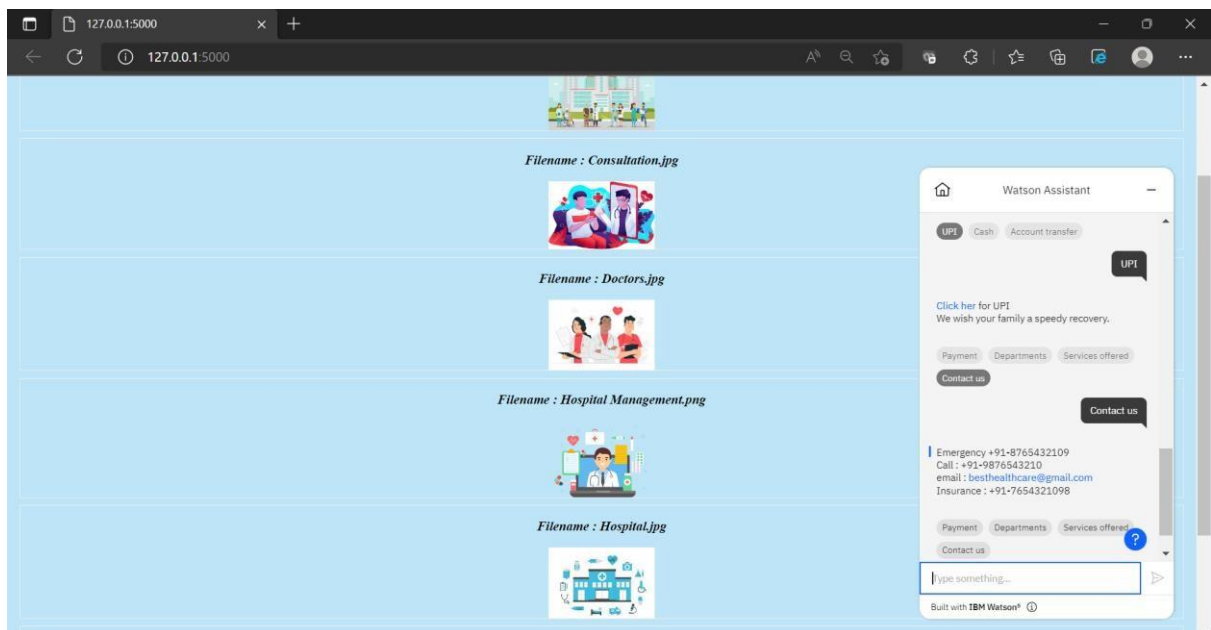 127.0.0.1:5000
127.0.0.1:5000
Filename : Consultation.jpg
Filename : Doctors.jpg
Filename : Hospital Management.png
Filename : Hospital.jpg
Watson Assistant
UPI Cash Account transfer
UPI
Click her for UPI
We wish your family a speedy recovery.
Payment Departments Services offered
Contact us
Contact us
Emergency +91-8765432109
Call : +91-9876543210
email : besthealthcare@gmail.com
Insurance : +91-7654321098
Payment Departments Services offered
Contact us
?
Type something...
Built with IBM Watson®